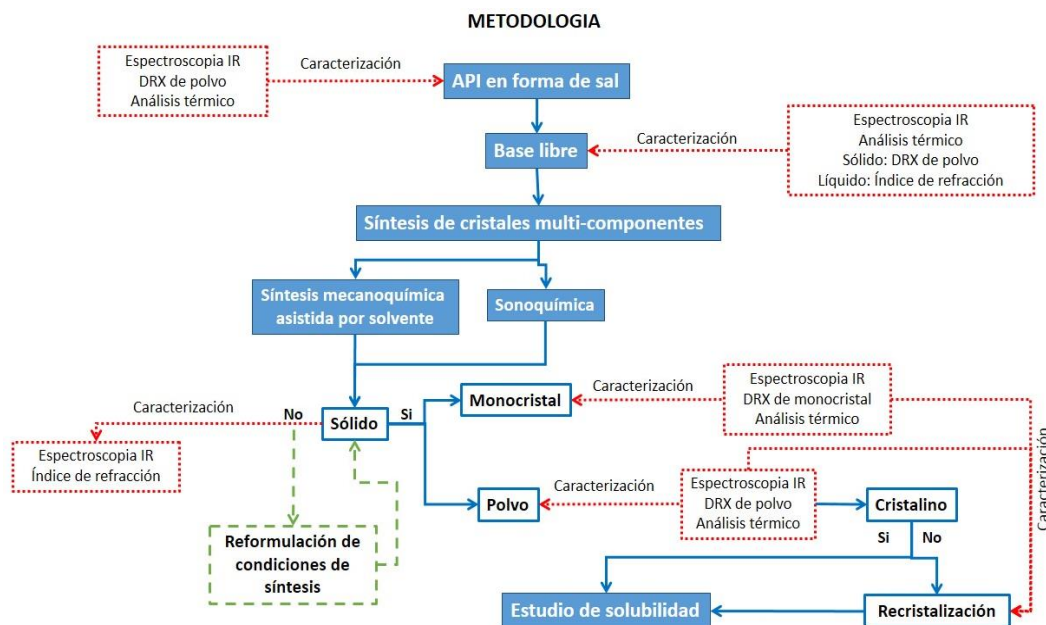 METODOLOGIA
Espectroscopia IR
DRX de polvo
Análisis térmico
Caracterización
API en forma de sal
Base libre
Caracterización
Espectroscopia IR
Análisis térmico
Sólido: DRX de polvo
Líquido: Índice de refracción
Síntesis de cristales multi-componentes
Síntesis mecanoquímica
asistida por solvente
Sonoquímica
Caracterización
No
Sólido
Si
Monocristal
Caracterización
Espectroscopia IR
DRX de monocristal
Análisis térmico
Espectroscopia IR
Índice de refracción
Polvo
Caracterización
Espectroscopia IR
DRX de polvo
Análisis térmico
Cristalino
Caracterización
Si
No
Reformulación de
condiciones de
síntesis
Estudio de solubilidad
Recristalización